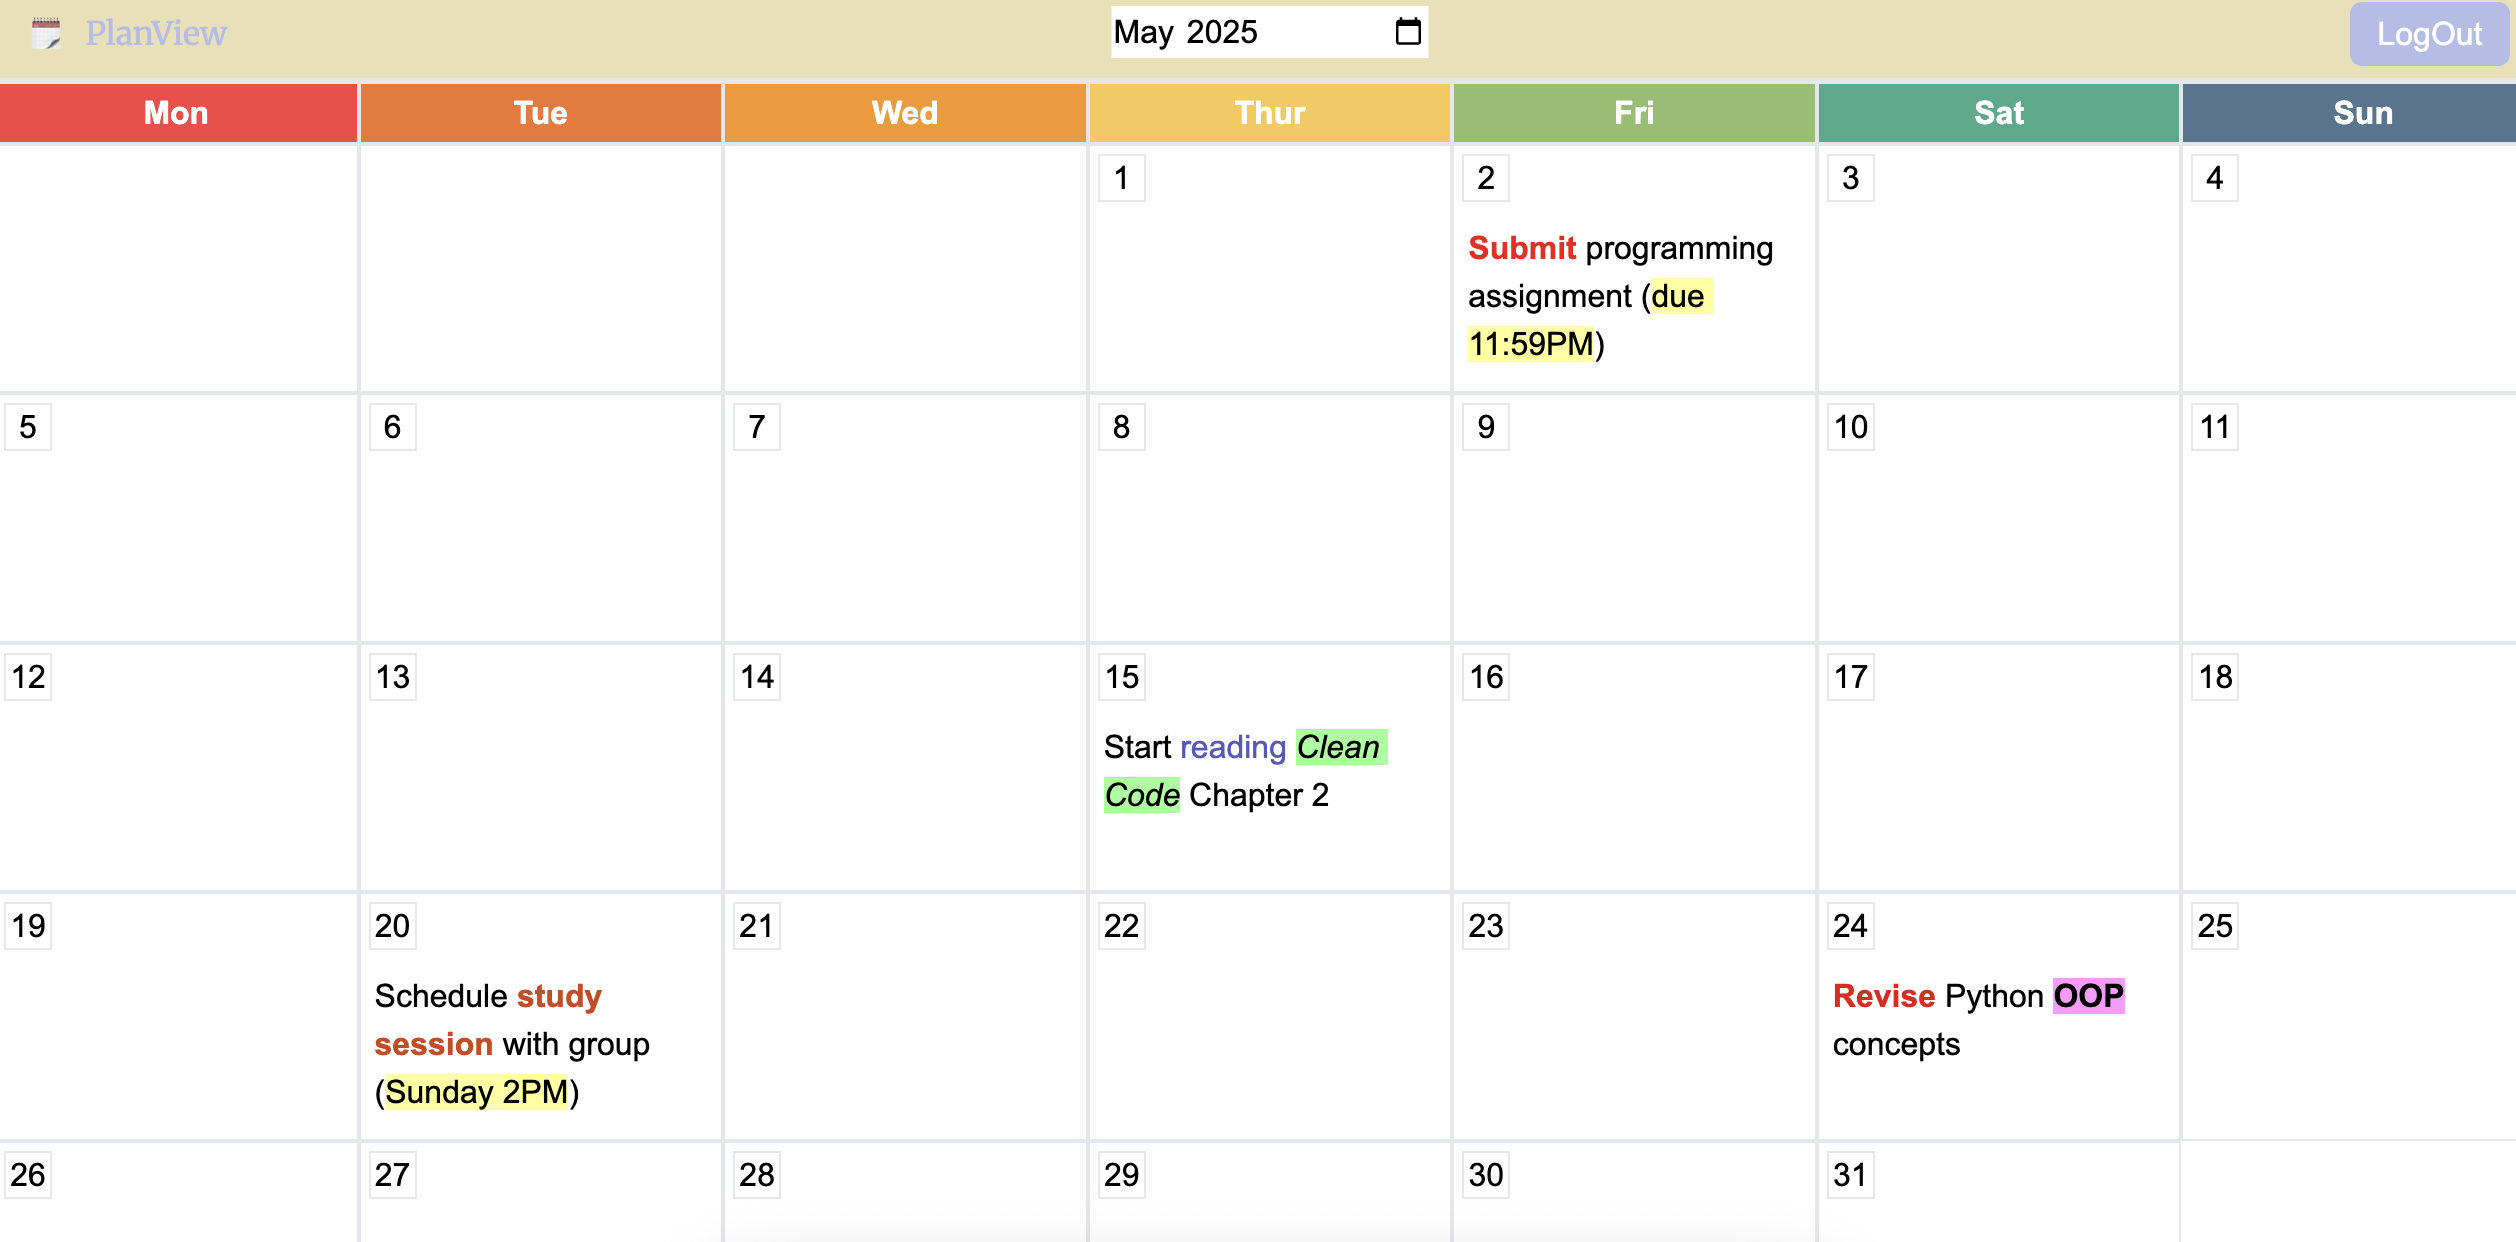 PlanView
May 2025
LogOut
Mon Tue Wed Thur Fri Sat Sun
1 2 3 4
Submit programming
assignment (due
11:59PM)
5 6 7 8 9 10 11
12 13 14 15 16 17 18
Start reading Clean
Code Chapter 2
19 20 21 22 23 24 25
Schedule study
session with group
(Sunday 2PM)
Revise Python OOP
concepts
26 27 28 29 30 31